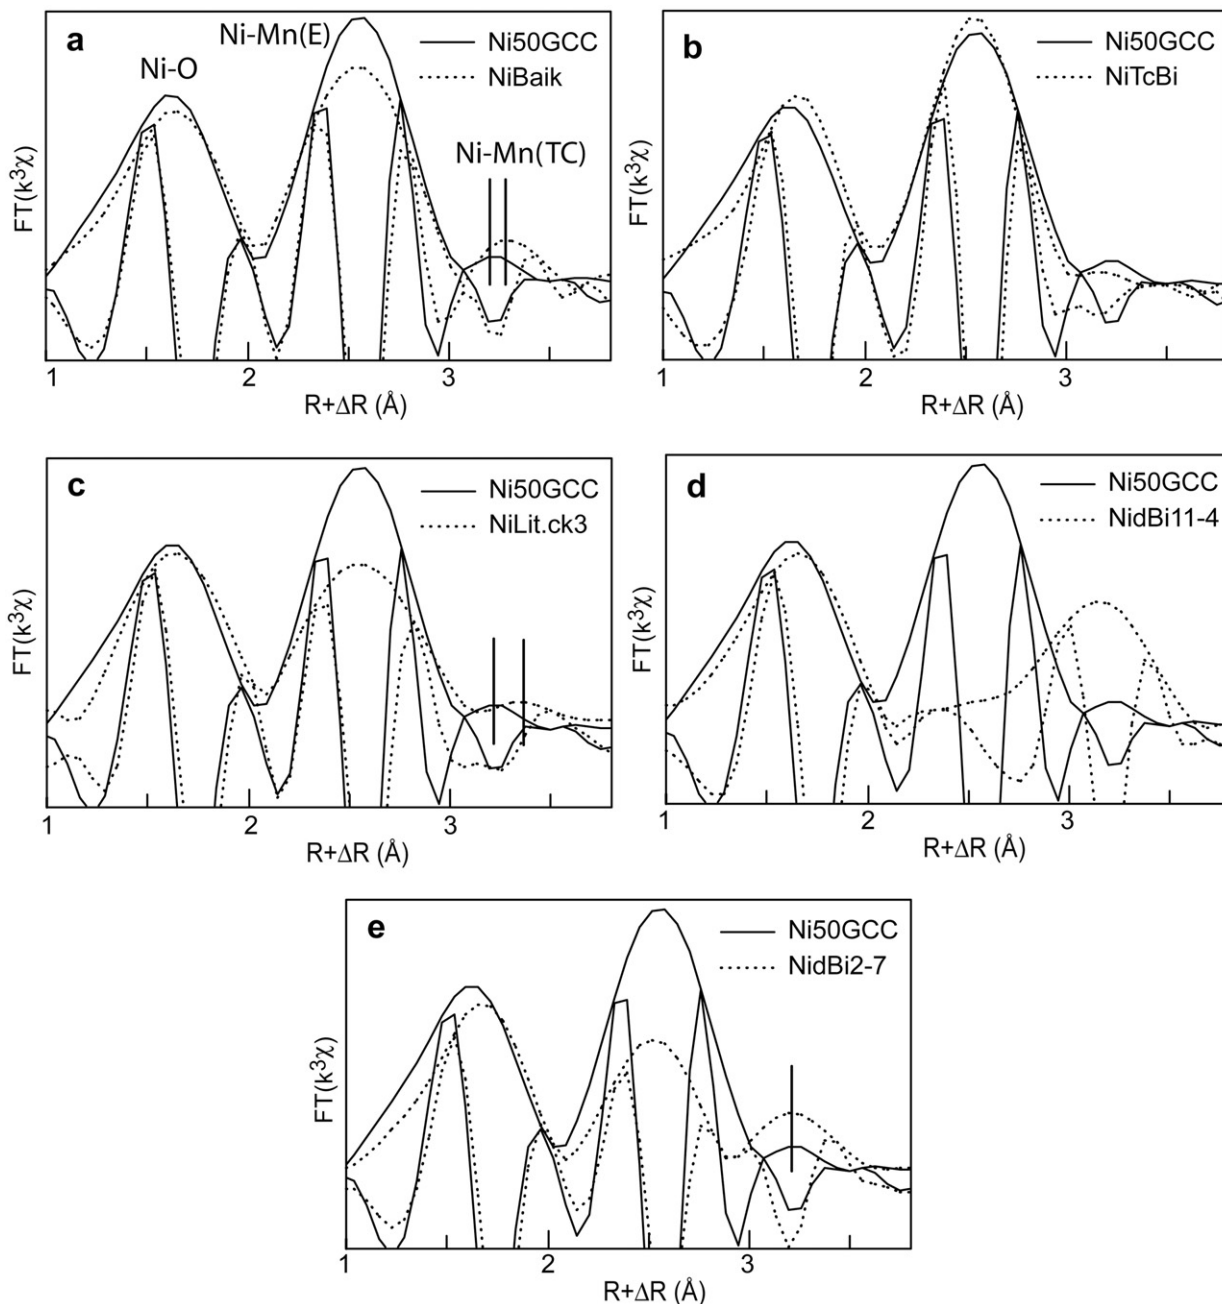 a
Ni-Mn(E)
Ni50GCC
NiBaik
Ni-O
Ni-Mn(TC)
FT(k³χ)
1
2
3
R+ΔR (Å)
b
Ni50GCC
NiTcBi
FT(k³χ)
1
2
3
R+ΔR (Å)
c
Ni50GCC
NiLit.ck3
FT(k³χ)
1
2
3
R+ΔR (Å)
d
Ni50GCC
NidBi11-4
FT(k³χ)
1
2
3
R+ΔR (Å)
e
Ni50GCC
NidBi2-7
FT(k³χ)
1
2
3
R+ΔR (Å)